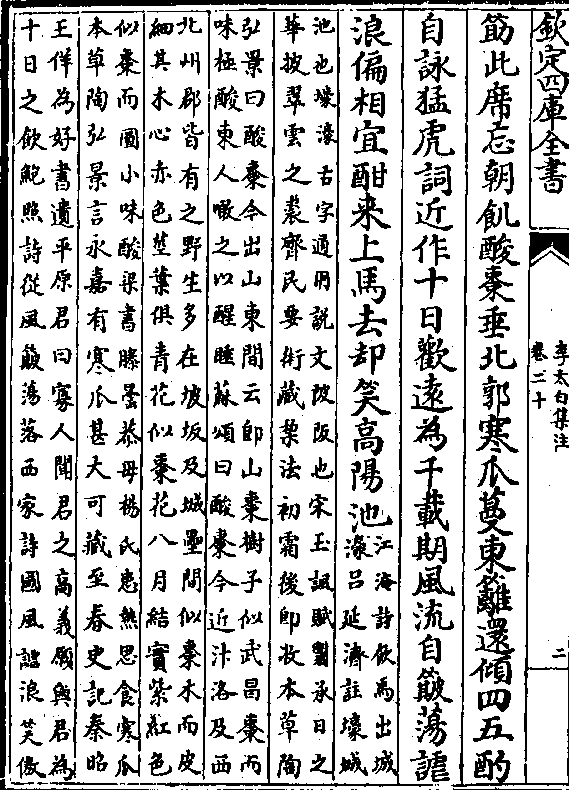 欽定四庫全書
李太白集注
卷二十
二
筯此席忘朝飢酸棗垂北郭寒瓜蔓東籬還傾四五酌
自詠猛虎詞近作十日歡遠為千載期風流自簸蕩謔
浪偏相宜酣来上馬去却笑高陽池
江海詩飲馬出城
濠吕延濟註壕城
池也壕濠古字通用說文陂阪也宋玉諷賦翳承日之
華披翠雲之裘齊民要術藏棃法初霜後即收本草陶
弘景曰酸棗今出山東間云即山棗樹子似武昌棗而
味極酸東人噉之以醒睡蘇頌曰酸棗今近汴洛及西
北州郡皆有之野生多在坡坂及城壘間似棗木而皮
細其木心赤色莖葉俱青花似棗花八月結實紫紅色
似棗而圓小味酸梁書滕曇恭母楊氏患熱思食寒瓜
本草陶弘景言永嘉有寒瓜甚大可藏至春史記秦昭
王佯為好書遺平原君曰寡人聞君之高義願與君為
十日之飲鮑照詩從風簸蕩落西家詩國風謔浪笑傲